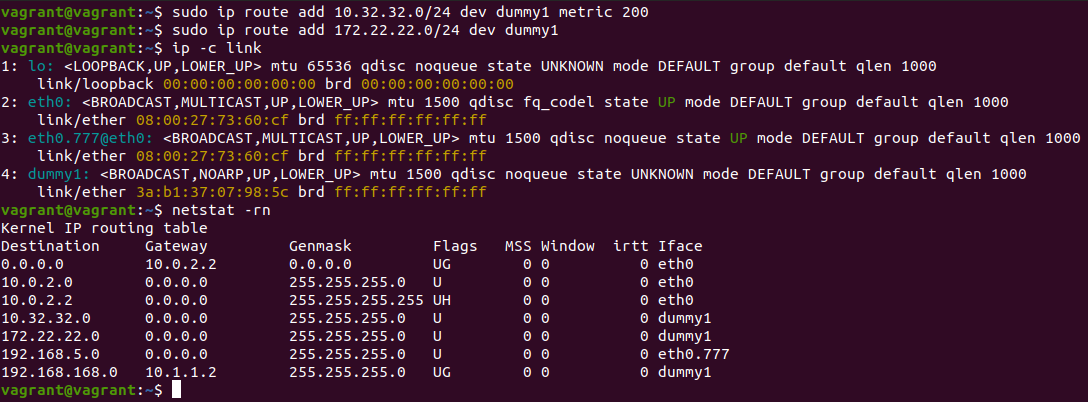 vagrant@vagrant:~$ sudo ip route add 10.32.32.0/24 dev dummy1 metric 200
vagrant@vagrant:~$ sudo ip route add 172.22.22.0/24 dev dummy1
vagrant@vagrant:~$ ip -c link
1: lo: <LOOPBACK,UP,LOWER_UP> mtu 65536 qdisc noqueue state UNKNOWN mode DEFAULT group default qlen 1000
    link/loopback 00:00:00:00:00:00 brd 00:00:00:00:00:00
2: eth0: <BROADCAST,MULTICAST,UP,LOWER_UP> mtu 1500 qdisc fq_codel state UP mode DEFAULT group default qlen 1000
    link/ether 08:00:27:73:60:cf brd ff:ff:ff:ff:ff:ff
3: eth0.777@eth0: <BROADCAST,MULTICAST,UP,LOWER_UP> mtu 1500 qdisc noqueue state UP mode DEFAULT group default qlen 1000
    link/ether 08:00:27:73:60:cf brd ff:ff:ff:ff:ff:ff
4: dummy1: <BROADCAST,NOARP,UP,LOWER_UP> mtu 1500 qdisc noqueue state UNKNOWN mode DEFAULT group default qlen 1000
    link/ether 3a:b1:37:07:98:5c brd ff:ff:ff:ff:ff:ff
vagrant@vagrant:~$ netstat -rn
Kernel IP routing table
Destination     Gateway         Genmask         Flags   MSS Window  irtt Iface
0.0.0.0         10.0.2.2        0.0.0.0         UG        0 0          0 eth0
10.0.2.0        0.0.0.0         255.255.255.0   U         0 0          0 eth0
10.0.2.2        0.0.0.0         255.255.255.255 UH        0 0          0 eth0
10.32.32.0      0.0.0.0         255.255.255.0   U         0 0          0 dummy1
172.22.22.0     0.0.0.0         255.255.255.0   U         0 0          0 dummy1
192.168.5.0     0.0.0.0         255.255.255.0   U         0 0          0 eth0.777
192.168.168.0   10.1.1.2        255.255.255.0   UG        0 0          0 dummy1
vagrant@vagrant:~$